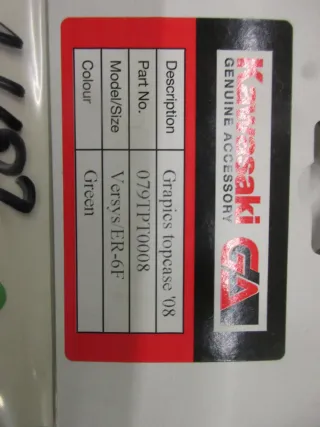 Kawasaki GA
GENUINE ACCESSORY
Description Grapics topcase '08
Part No. 079TPT0008
Model/Size Versys/ER-6F
Colour Green